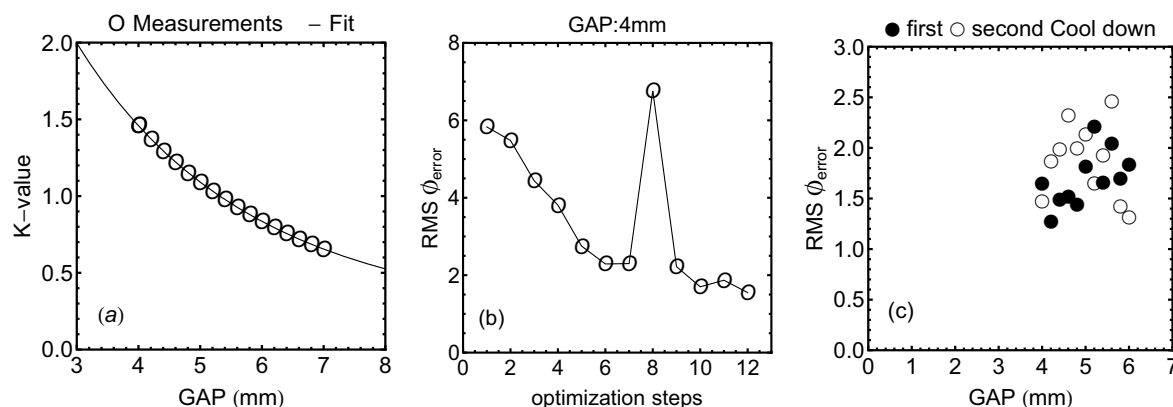 O Measurements – Fit
2.0
1.5
1.0
0.5
0.0
K−value
(a)
3 4 5 6 7 8
GAP (mm)
GAP:4mm
8
6
4
2
0
RMS ϕerror
(b)
0 2 4 6 8 10 12
optimization steps
● first ○ second Cool down
3.0
2.5
2.0
1.5
1.0
0.5
0.0
RMS ϕerror
(c)
0 1 2 3 4 5 6 7
GAP (mm)